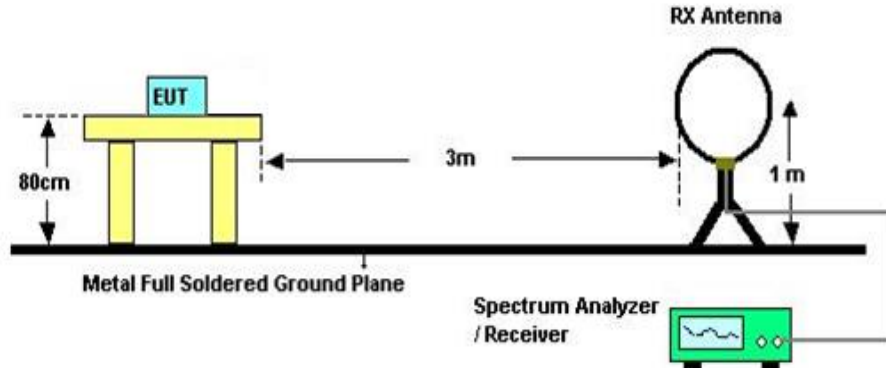 RX Antenna
EUT
80cm
3m
1 m
Metal Full Soldered Ground Plane
Spectrum Analyzer
/ Receiver